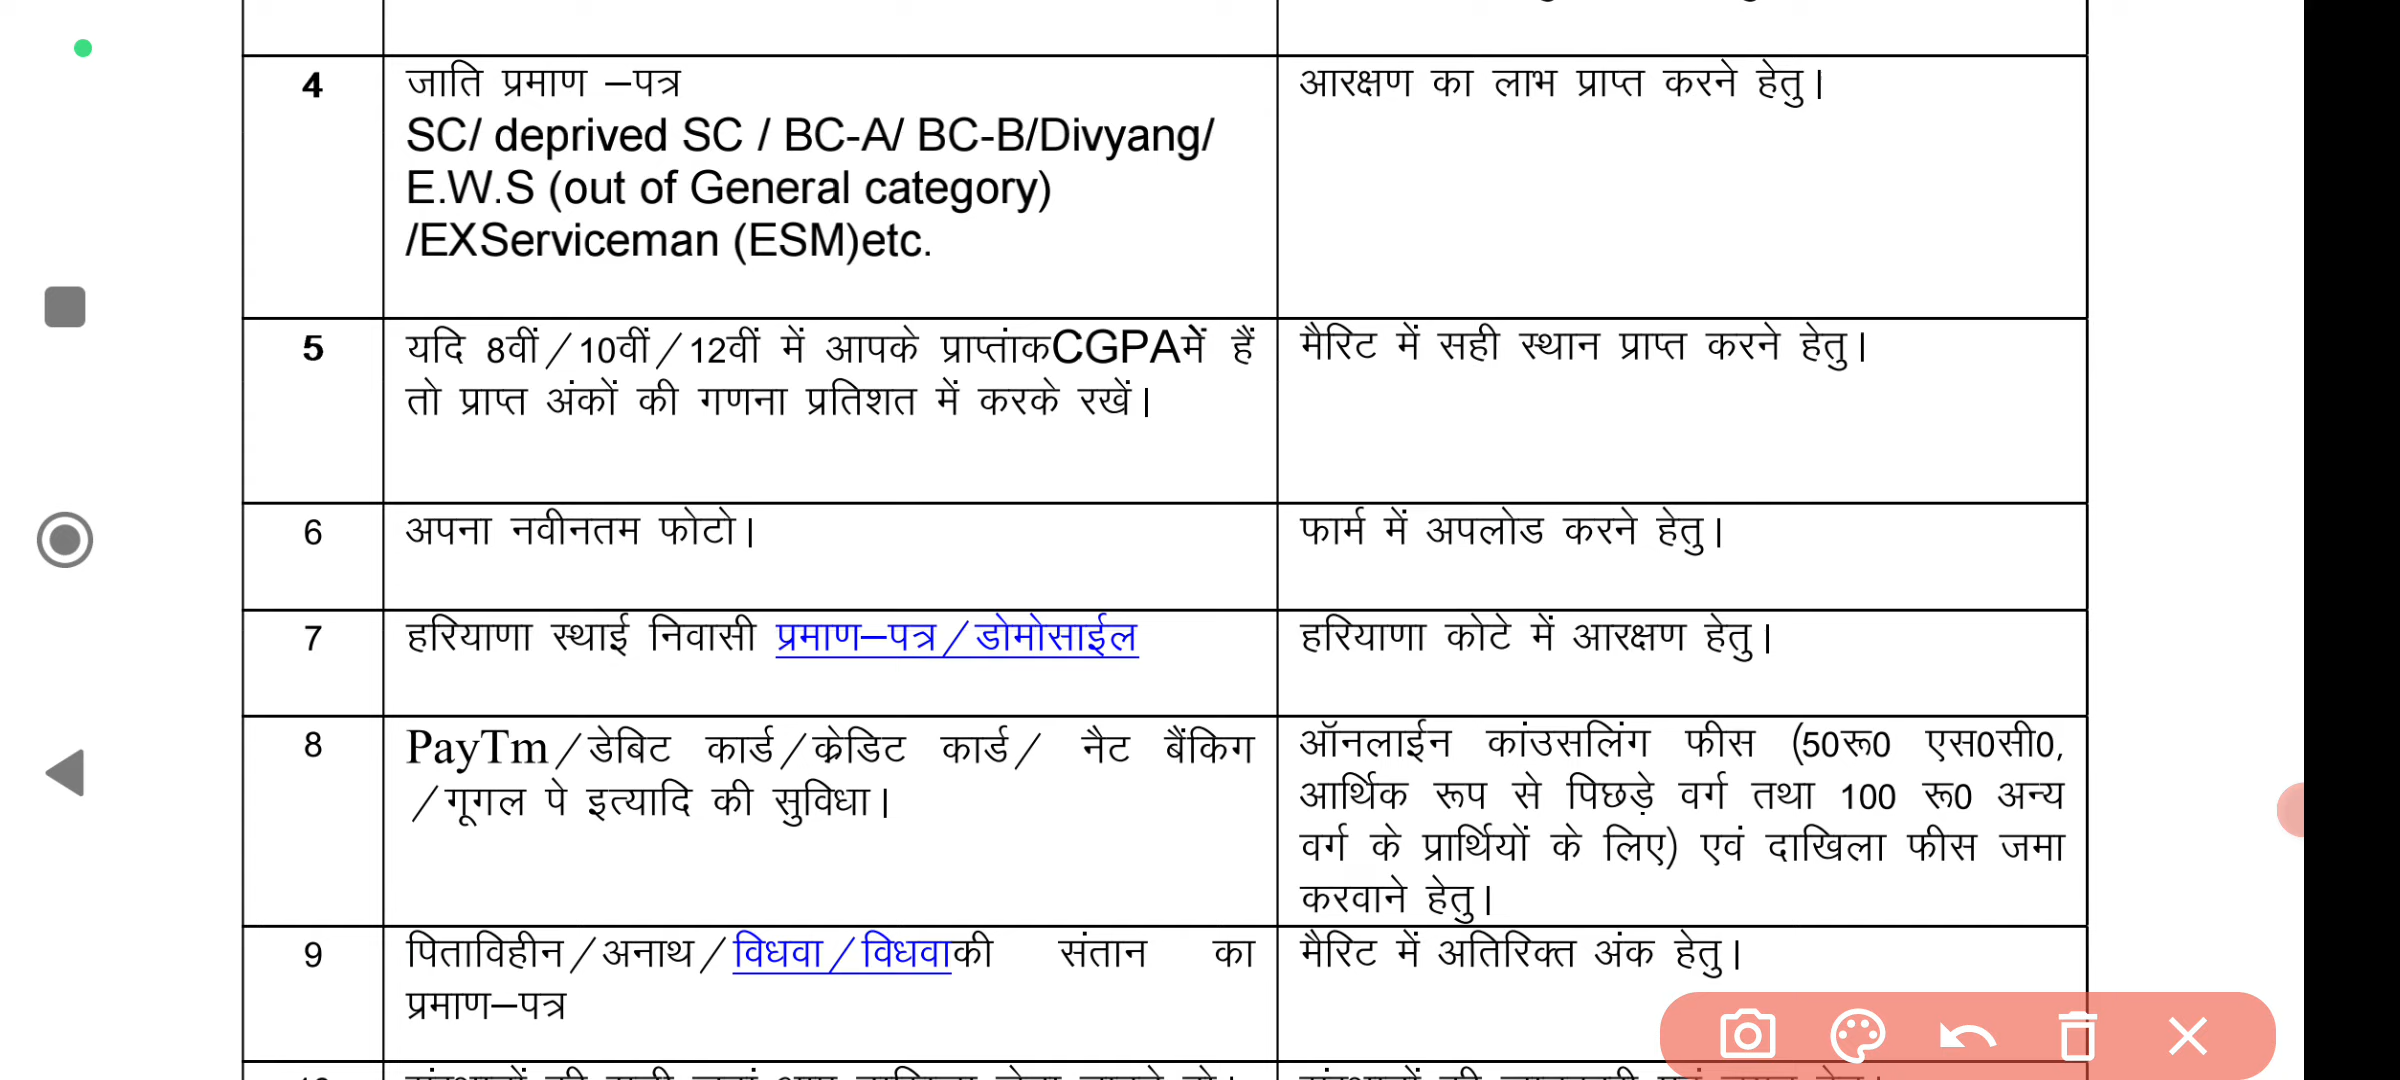 4 जाति प्रमाण –पत्र आरक्षण का लाभ प्राप्त करने हेतु।
SC/ deprived SC / BC-A/ BC-B/Divyang/
E.W.S (out of General category)
/EXServiceman (ESM)etc.
5 यदि 8वीं/10वीं/12वीं में आपके प्राप्तांकCGPAमें हैं मैरिट में सही स्थान प्राप्त करने हेतु।
तो प्राप्त अंकों की गणना प्रतिशत में करके रखें।
6 अपना नवीनतम फोटो। फार्म में अपलोड करने हेतु।
7 हरियाणा स्थाई निवासी प्रमाण–पत्र/डोमोसाईल हरियाणा कोटे में आरक्षण हेतु।
8 PayTm/डेबिट कार्ड/क्रेडिट कार्ड/ नैट बैंकिग ऑनलाईन कांउसलिंग फीस (50रू0 एस0सी0,
/गूगल पे इत्यादि की सुविधा। आर्थिक रूप से पिछड़े वर्ग तथा 100 रू0 अन्य
वर्ग के प्रार्थियों के लिए) एवं दाखिला फीस जमा
करवाने हेतु।
9 पिताविहीन/अनाथ/विधवा/विधवाकी संतान का मैरिट में अतिरिक्त अंक हेतु।
प्रमाण–पत्र